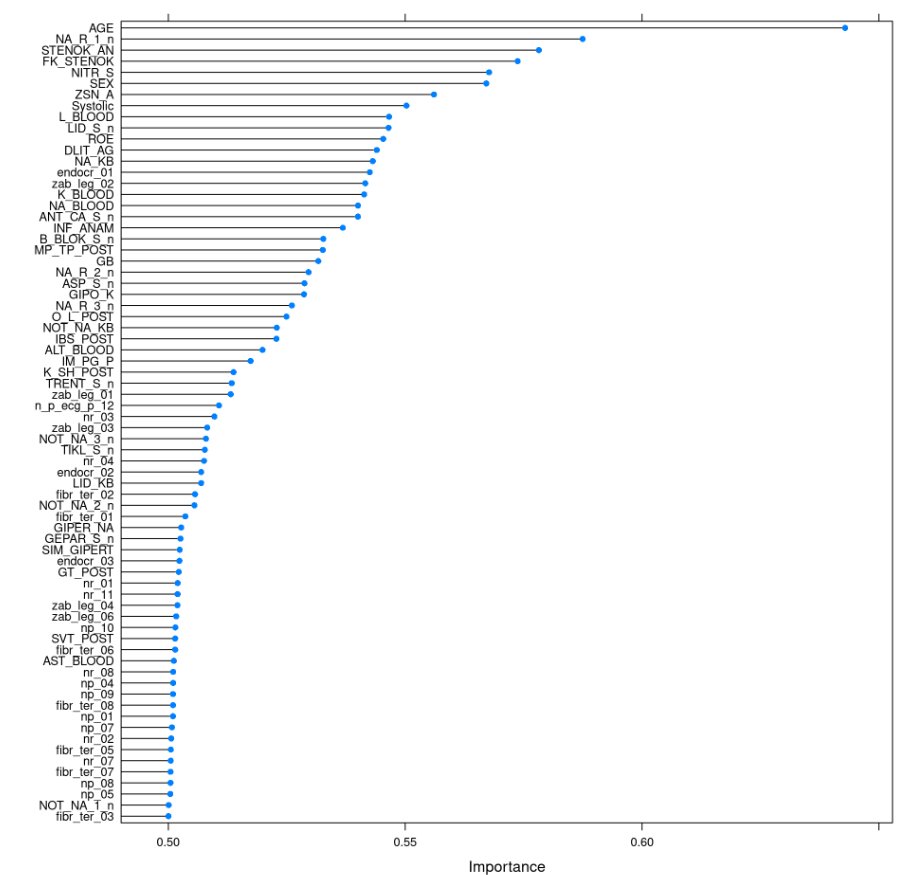 AGE
NA_R_1_n
STENOK_AN
FK_STENOK
NITR_S
SEX
ZSN_A
Systolic
L_BLOOD
LID_S_n
ROE
DLIT_AG
NA_KB
endocr_01
zab_leg_02
K_BLOOD
NA_BLOOD
ANT_CA_S_n
INF_ANAM
B_BLOK_S_n
MP_TP_POST
GB
NA_R_2_n
ASP_S_n
GIPO_K
NA_R_3_n
O_L_POST
NOT_NA_KB
IBS_POST
ALT_BLOOD
IM_PG_P
K_SH_POST
TRENT_S_n
zab_leg_01
n_p_ecg_p_12
nr_03
zab_leg_03
NOT_NA_3_n
TIKL_S_n
nr_04
endocr_02
LID_KB
fibr_ter_02
NOT_NA_2_n
fibr_ter_01
GIPER_NA
GEPAR_S_n
SIM_GIPERT
endocr_03
GT_POST
nr_01
nr_11
zab_leg_04
zab_leg_06
np_10
SVT_POST
fibr_ter_06
AST_BLOOD
nr_08
np_04
np_09
fibr_ter_08
np_01
np_07
nr_02
fibr_ter_05
nr_07
fibr_ter_07
np_08
np_05
NOT_NA_1_n
fibr_ter_03
0.50 0.55 0.60
Importance